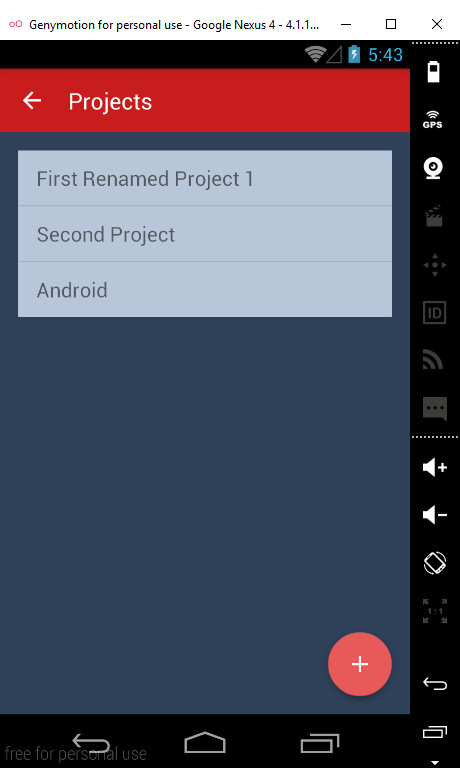 Genymotion for personal use - Google Nexus 4 - 4.1.1...
5:43
Projects
First Renamed Project 1
Second Project
Android
GPS
ID
1:1
free for personal use